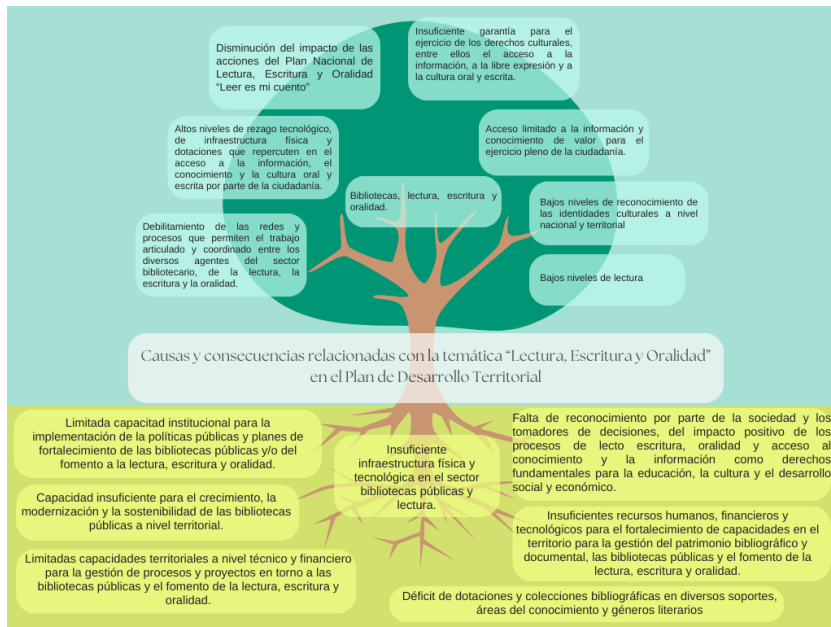 Disminución del impacto de las
acciones del Plan Nacional de
Lectura, Escritura y Oralidad
“Leer es mi cuento”
Insuficiente garantía para el
ejercicio de los derechos culturales,
entre ellos el acceso a la
información, a la libre expresión y a
la cultura oral y escrita.
Altos niveles de rezago tecnológico,
de infraestructura física y
dotaciones que repercuten en el
acceso a la información, el
conocimiento y la cultura oral y
escrita por parte de la ciudadanía.
Acceso limitado a la información y
conocimiento de valor para el
ejercicio pleno de la ciudadanía.
Bibliotecas, lectura, escritura y
oralidad.
Bajos niveles de reconocimiento de
las identidades culturales a nivel
nacional y territorial
Debilitamiento de las redes y
procesos que permiten el trabajo
articulado y coordinado entre los
diversos agentes del sector
bibliotecario, de la lectura, la
escritura y la oralidad.
Bajos niveles de lectura
Causas y consecuencias relacionadas con la temática “Lectura, Escritura y Oralidad”
en el Plan de Desarrollo Territorial
Limitada capacitad institucional para la
implementación de la políticas públicas y planes de
fortalecimiento de las bibliotecas públicas y/o del
fomento a la lectura, escritura y oralidad.
Insuficiente
infraestructura física y
tecnológica en el sector
bibliotecas públicas y
lectura.
Falta de reconocimiento por parte de la sociedad y los
tomadores de decisiones, del impacto positivo de los
procesos de lecto escritura, oralidad y acceso al
conocimiento y la información como derechos
fundamentales para la educación, la cultura y el desarrollo
social y económico.
Capacidad insuficiente para el crecimiento, la
modernización y la sostenibilidad de las bibliotecas
públicas a nivel territorial.
Insuficientes recursos humanos, financieros y
tecnológicos para el fortalecimiento de capacidades en el
territorio para la gestión del patrimonio bibliográfico y
documental, las bibliotecas públicas y el fomento de la
lectura, escritura y oralidad.
Limitadas capacidades territoriales a nivel técnico y financiero
para la gestión de procesos y proyectos en torno a las
bibliotecas públicas y el fomento de la lectura, escritura y
oralidad.
Déficit de dotaciones y colecciones bibliográficas en diversos soportes,
áreas del conocimiento y géneros literarios